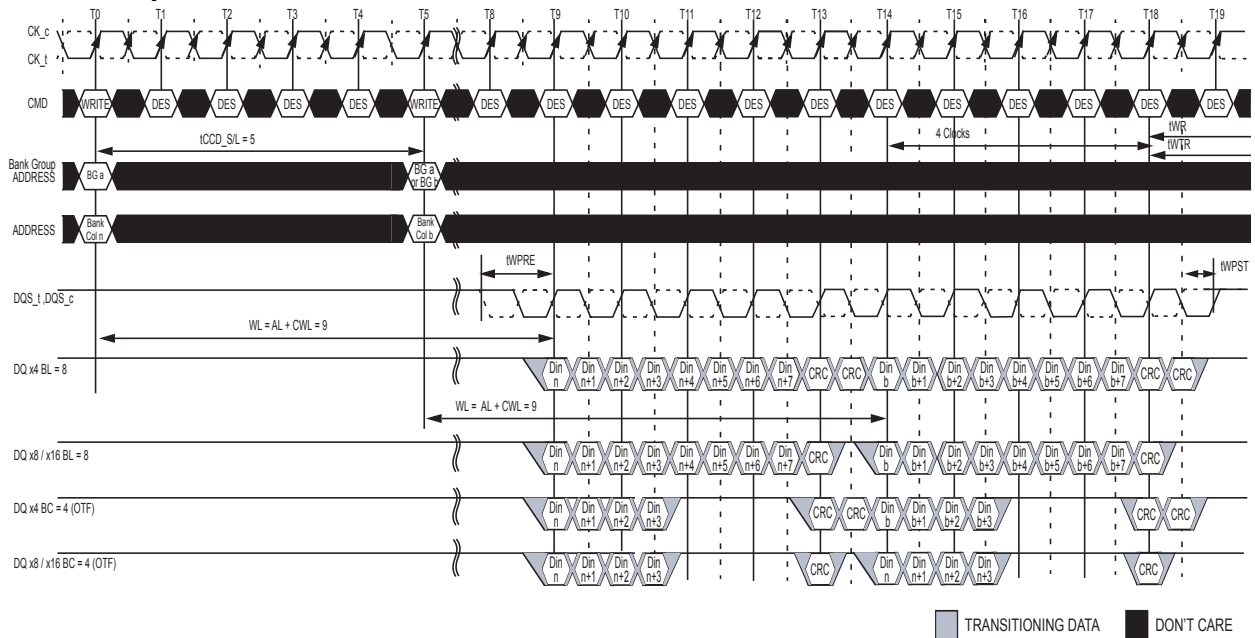 T0 T1 T2 T3 T4 T5 T8 T9 T10 T11 T12 T13 T14 T15 T16 T17 T18 T19
CK_c
CK_t
CMD WRITE DES DES DES DES WRITE DES DES DES DES DES DES DES DES DES DES DES DES
tCCD_S/L = 5 4 Clocks tWR
tWTR
Bank Group
ADDRESS BG a BG a
or BG b
ADDRESS Bank
Col n Bank
Col b
tWPRE tWPST
DQS_t ,DQS_c
WL = AL + CWL = 9
DQ x4 BL = 8 Din
n Din
n+1 Din
n+2 Din
n+3 Din
n+4 Din
n+5 Din
n+6 Din
n+7 CRC CRC Din
b Din
b+1 Din
b+2 Din
b+3 Din
b+4 Din
b+5 Din
b+6 Din
b+7 CRC CRC
WL = AL + CWL = 9
DQ x8 / x16 BL = 8 Din
n Din
n+1 Din
n+2 Din
n+3 Din
n+4 Din
n+5 Din
n+6 Din
n+7 CRC Din
b Din
b+1 Din
b+2 Din
b+3 Din
b+4 Din
b+5 Din
b+6 Din
b+7 CRC
DQ x4 BC = 4 (OTF) Din
n Din
n+1 Din
n+2 Din
n+3 CRC CRC Din
b Din
b+1 Din
b+2 Din
b+3 CRC CRC
DQ x8 / x16 BC = 4 (OTF) Din
n Din
n+1 Din
n+2 Din
n+3 CRC Din
n Din
n+1 Din
n+2 Din
n+3 CRC
TRANSITIONING DATA DON'T CARE